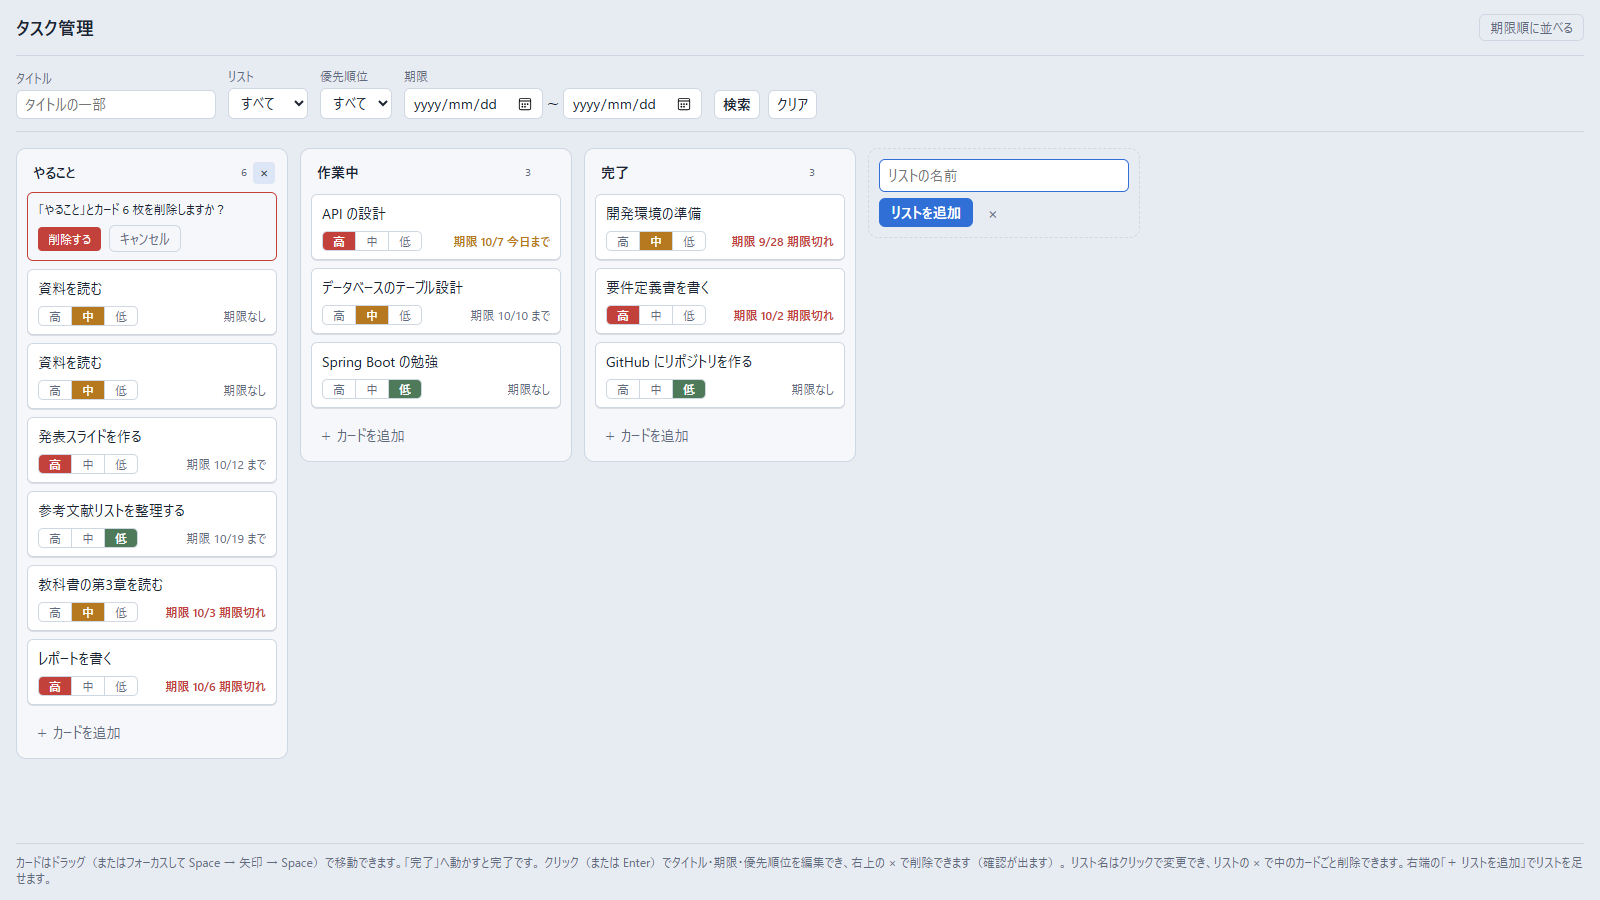 タスク管理
期限順に並べる
タイトル
リスト
優先順位
期限
タイトルの一部
すべて
すべて
yyyy/mm/dd
~
yyyy/mm/dd
検索
クリア
やること
6
×
「やること」とカード 6 枚を削除しますか？
削除する
キャンセル
資料を読む
高 中 低
期限なし
資料を読む
高 中 低
期限なし
発表スライドを作る
高 中 低
期限 10/12 まで
参考文献リストを整理する
高 中 低
期限 10/19 まで
教科書の第3章を読む
高 中 低
期限 10/3 期限切れ
レポートを書く
高 中 低
期限 10/6 期限切れ
＋ カードを追加
作業中
3
API の設計
高 中 低
期限 10/7 今日まで
データベースのテーブル設計
高 中 低
期限 10/10 まで
Spring Boot の勉強
高 中 低
期限なし
＋ カードを追加
完了
3
開発環境の準備
高 中 低
期限 9/28 期限切れ
要件定義書を書く
高 中 低
期限 10/2 期限切れ
GitHub にリポジトリを作る
高 中 低
期限なし
＋ カードを追加
リストの名前
リストを追加
×
カードはドラッグ（またはフォーカスして Space → 矢印 → Space）で移動できます。「完了」へ動かすと完了です。 クリック（または Enter）でタイトル・期限・優先順位を編集でき、右上の × で削除できます（確認が出ます）。 リスト名はクリックで変更でき、リストの × で中のカードごと削除できます。右端の「＋ リストを追加」でリストを足
せます。